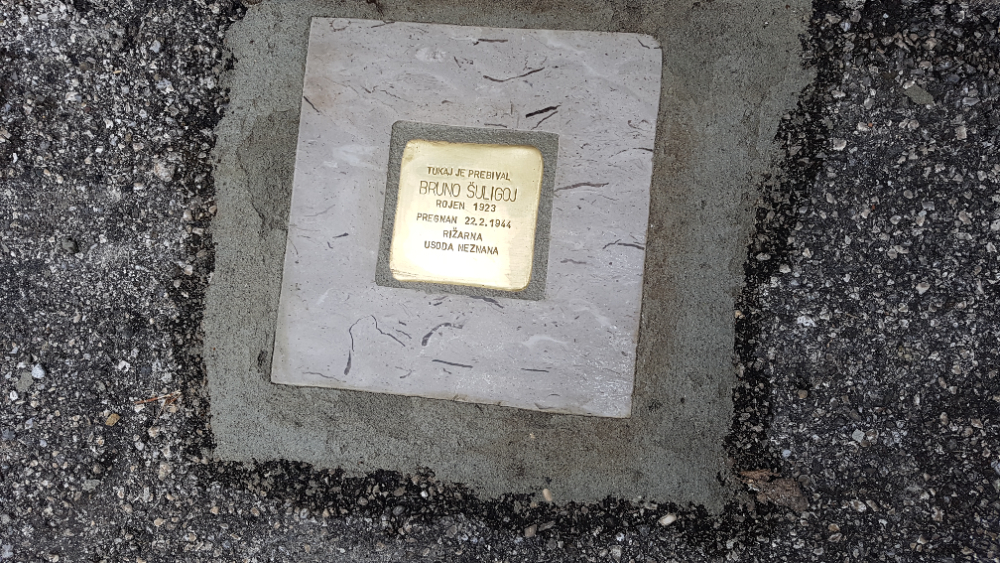 TUKAJ JE PREBIVAL
BRUNO ŠULIGOJ
ROJEN 1923
PREGNAN 22.2.1944
RIŽARNA
USODA NEZNANA